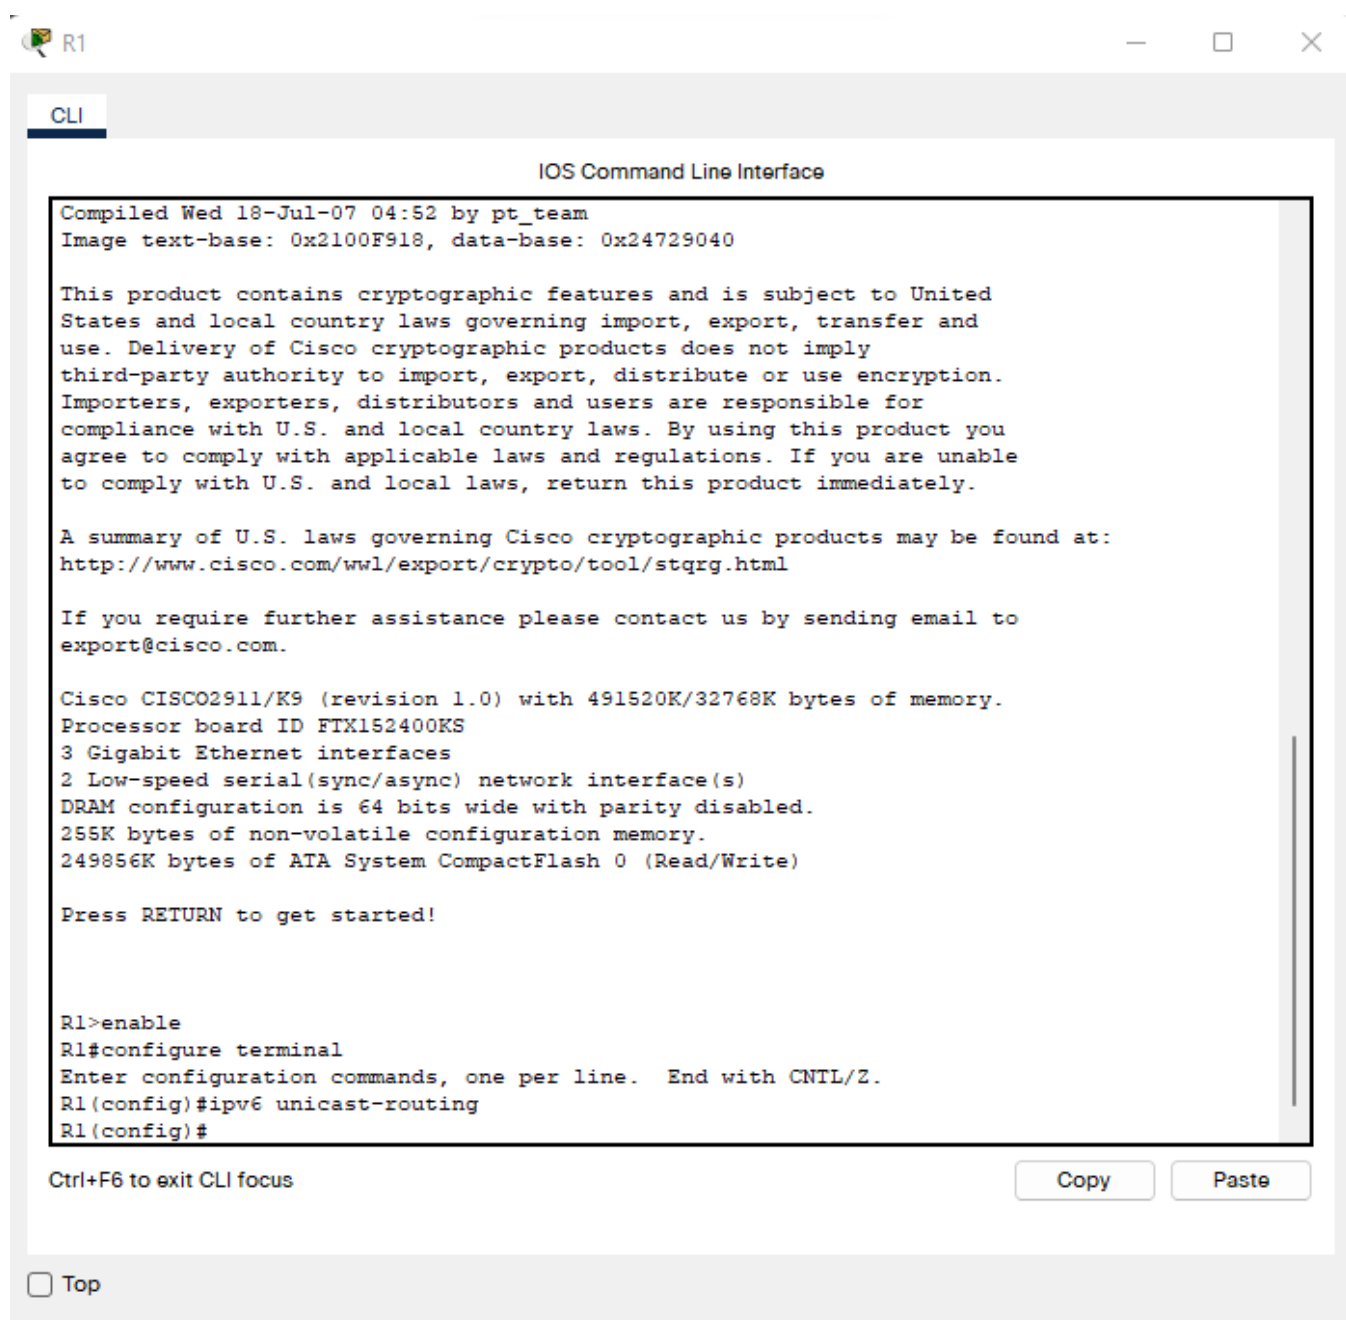 R1
CLI
IOS Command Line Interface
Compiled Wed 18-Jul-07 04:52 by pt_team
Image text-base: 0x2100F918, data-base: 0x24729040
This product contains cryptographic features and is subject to United
States and local country laws governing import, export, transfer and
use. Delivery of Cisco cryptographic products does not imply
third-party authority to import, export, distribute or use encryption.
Importers, exporters, distributors and users are responsible for
compliance with U.S. and local country laws. By using this product you
agree to comply with applicable laws and regulations. If you are unable
to comply with U.S. and local laws, return this product immediately.
A summary of U.S. laws governing Cisco cryptographic products may be found at:
http://www.cisco.com/wwl/export/crypto/tool/stqrg.html
If you require further assistance please contact us by sending email to
export@cisco.com.
Cisco CISCO2911/K9 (revision 1.0) with 491520K/32768K bytes of memory.
Processor board ID FTX152400KS
3 Gigabit Ethernet interfaces
2 Low-speed serial(sync/async) network interface(s)
DRAM configuration is 64 bits wide with parity disabled.
255K bytes of non-volatile configuration memory.
249856K bytes of ATA System CompactFlash 0 (Read/Write)
Press RETURN to get started!
R1>enable
R1#configure terminal
Enter configuration commands, one per line.  End with CNTL/Z.
R1(config)#ipv6 unicast-routing
R1(config)#
Ctrl+F6 to exit CLI focus
Copy
Paste
Top